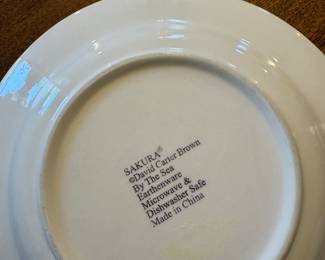 SAKURA®
©David Carter Brown
By The Sea
Earthenware
Microwave &
Dishwasher Safe
Made in China